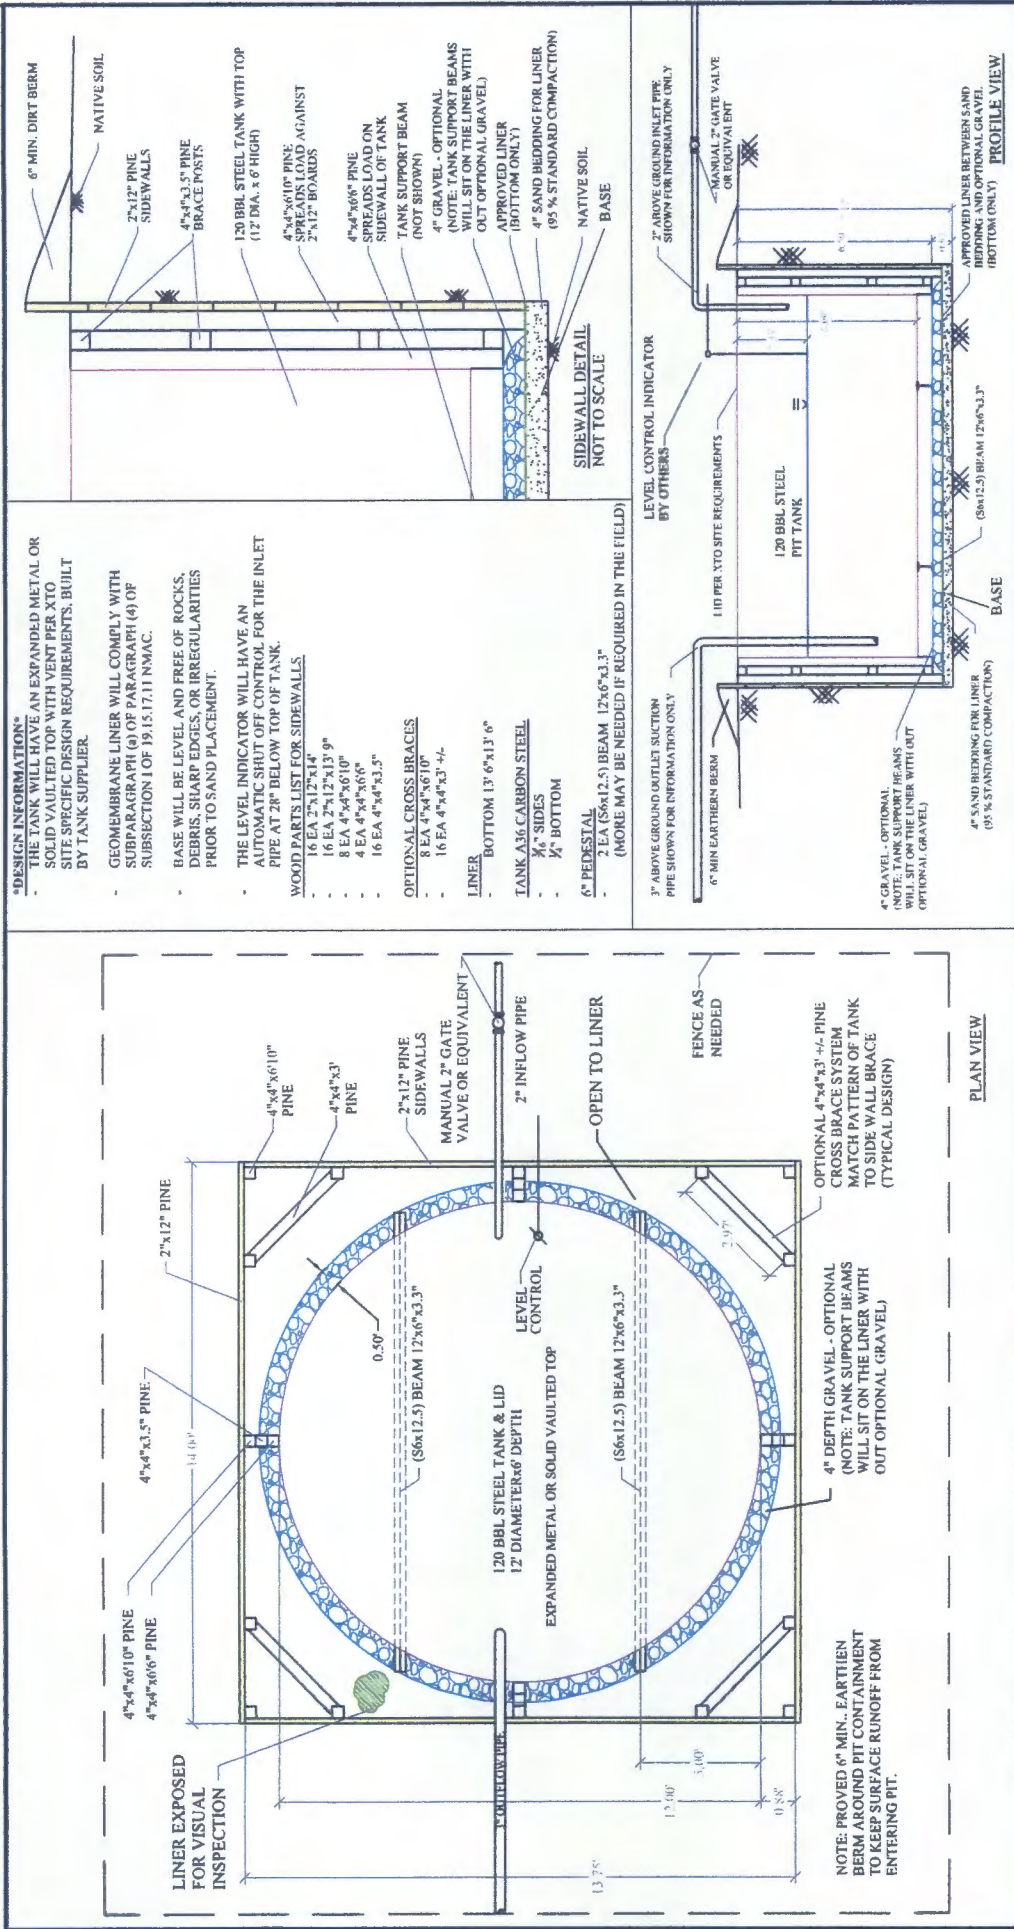 *DESIGN INFORMATION*
- THE TANK WILL HAVE AN EXPANDED METAL OR
SOLID VAULTED TOP WITH VENT PER XTO
SITE SPECIFIC DESIGN REQUIREMENTS. BUILT
BY TANK SUPPLIER.
- GEOMEMBRANE LINER WILL COMPLY WITH
SUBPARAGRAPH (a) OF PARAGRAPH (4) OF
SUBSECTION I OF 19.15.17.11 NMAC.
- BASE WILL BE LEVEL AND FREE OF ROCKS,
DEBRIS, SHARP EDGES, OR IRREGULARITIES
PRIOR TO SAND PLACEMENT.
- THE LEVEL INDICATOR WILL HAVE AN
AUTOMATIC SHUT OFF CONTROL FOR THE INLET
PIPE AT 28" BELOW TOP OF TANK.
WOOD PARTS LIST FOR SIDEWALLS
- 16 EA 2"x12"x14'
- 16 EA 2"x12"x13' 9"
- 8 EA 4"x4"x6'10"
- 4 EA 4"x4"x6'6"
- 16 EA 4"x4"x3.5"
OPTIONAL CROSS BRACES
- 8 EA 4"x4"x6'10"
- 16 EA 4"x4"x3' +/-
LINER
- BOTTOM 13' 6"x13' 6"
TANK A36 CARBON STEEL
- 3/16" SIDES
- 1/4" BOTTOM
6" PEDESTAL
- 2 EA (S6x12.5) BEAM 12'x6"x3.3"
(MORE MAY BE NEEDED IF REQUIRED IN THE FIELD)
6" MIN. DIRT BERM
NATIVE SOIL
2"x12" PINE
SIDEWALLS
4"x4"x3.5" PINE
BRACE POSTS
120 BBL STEEL TANK WITH TOP
(12' DIA. x 6' HIGH)
4"x4"x6'10" PINE
SPREADS LOAD AGAINST
2"x12" BOARDS
4"x4"x6'6" PINE
SPREADS LOAD ON
SIDEWALL OF TANK
TANK SUPPORT BEAM
(NOT SHOWN)
4" GRAVEL - OPTIONAL
(NOTE: TANK SUPPORT BEAMS
WILL SIT ON THE LINER WITH
OUT OPTIONAL GRAVEL)
APPROVED LINER
(BOTTOM ONLY)
4" SAND BEDDING FOR LINER
(95 % STANDARD COMPACTION)
NATIVE SOIL
BASE
SIDEWALL DETAIL
NOT TO SCALE
LEVEL CONTROL INDICATOR
BY OTHERS
2" ABOVE GROUND INLET PIPE
SHOWN FOR INFORMATION ONLY
MANUAL 2" GATE VALVE
OR EQUIVALENT
LID PER XTO SITE REQUIREMENTS
120 BBL STEEL
PIT TANK
3" ABOVE GROUND OUTLET SUCTION
PIPE SHOWN FOR INFORMATION ONLY
6" MIN EARTHERN BERM
4" GRAVEL - OPTIONAL
(NOTE: TANK SUPPORT BEAMS
WILL SIT ON THE LINER WITH OUT
OPTIONAL GRAVEL)
4" SAND BEDDING FOR LINER
(95 % STANDARD COMPACTION)
BASE
(S6x12.5) BEAM 12'x6"x3.3"
APPROVED LINER BETWEEN SAND
BEDDING AND OPTIONAL GRAVEL
(BOTTOM ONLY)
PROFILE VIEW
LINER EXPOSED
FOR VISUAL
INSPECTION
4"x4"x6'10" PINE
4"x4"x6'6" PINE
4"x4"x3.5" PINE
14.00'
2"x12" PINE
4"x4"x6'10"
PINE
4"x4"x3'
PINE
2"x12" PINE
SIDEWALLS
MANUAL 2" GATE
VALVE OR EQUIVALENT
2" INFLOW PIPE
OPEN TO LINER
FENCE AS
NEEDED
0.50'
(S6x12.5) BEAM 12'x6"x3.3"
LEVEL
CONTROL
120 BBL STEEL TANK & LID
12' DIAMETERx6' DEPTH
EXPANDED METAL OR SOLID VAULTED TOP
(S6x12.5) BEAM 12'x6"x3.3"
OUTFLOW PIPE
13.75'
12.00'
3.00'
0.88'
2.97'
OPTIONAL 4"x4"x3' +/- PINE
CROSS BRACE SYSTEM
MATCH PATTERN OF TANK
TO SIDE WALL BRACE
(TYPICAL DESIGN)
4" DEPTH GRAVEL - OPTIONAL
(NOTE: TANK SUPPORT BEAMS
WILL SIT ON THE LINER WITH
OUT OPTIONAL GRAVEL)
NOTE: PROVED 6" MIN.. EARTHEN
BERM AROUND PIT CONTAINMENT
TO KEEP SURFACE RUNOFF FROM
ENTERING PIT.
PLAN VIEW